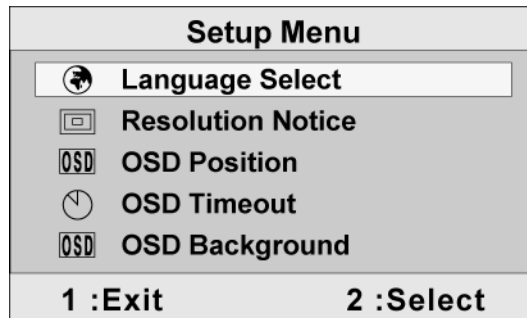 Setup Menu
Language Select
Resolution Notice
OSD OSD Position
OSD Timeout
OSD OSD Background
1 :Exit 2 :Select